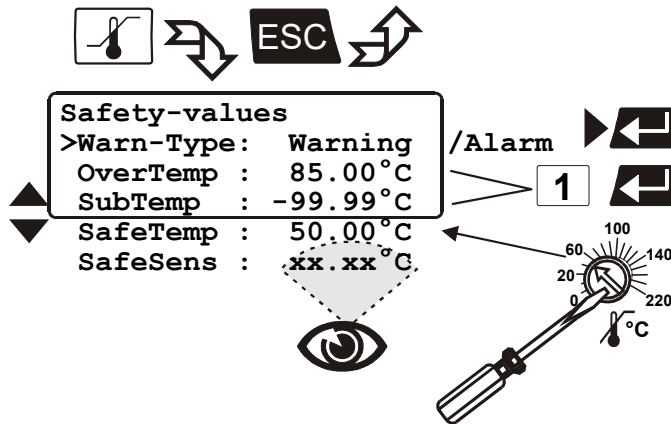 ESC
Safety-values
>Warn-Type: Warning /Alarm
OverTemp : 85.00°C
SubTemp : -99.99°C
1
SafeTemp : 50.00°C
SafeSens : xx.xx°C
100
60
140
20
0
220
°C